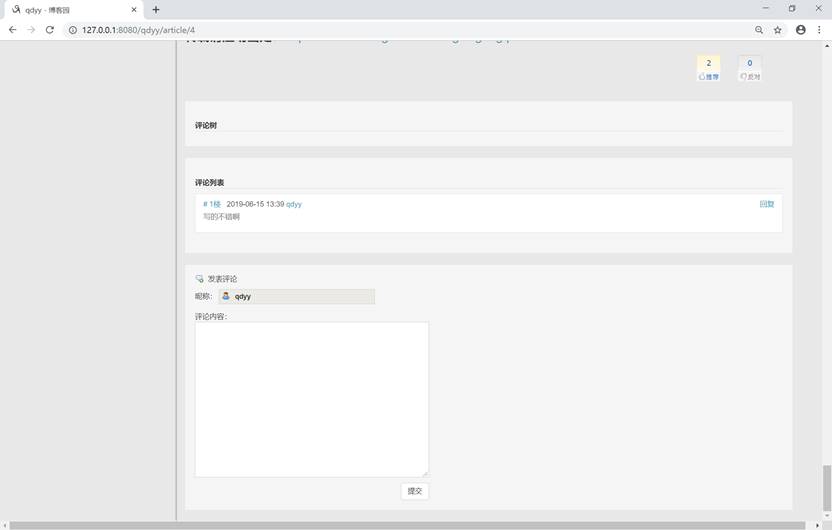 qdyy - 博客园
127.0.0.1:8080/qdyy/article/4
2
推荐
0
反对
评论树
评论列表
# 1楼 2019-06-15 13:39 qdyy
回复
写的不错啊
发表评论
昵称: qdyy
评论内容:
提交